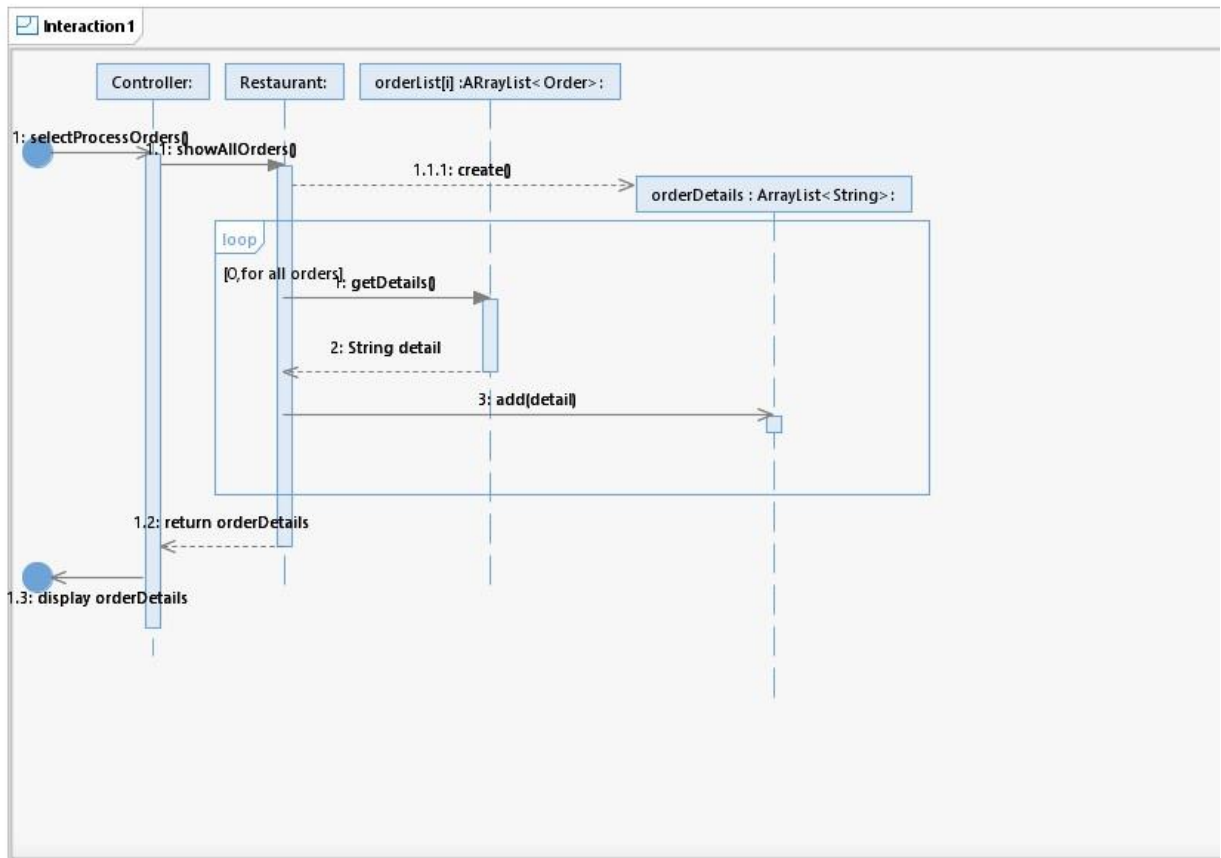 Interaction1
Controller:
Restaurant:
orderList[i] :ARrayList<Order>:
1: selectProcessOrders()
1.1: showAllOrders()
1.1.1: create()
orderDetails : ArrayList<String>:
loop
[0,for all orders]
1: getDetails()
2: String detail
3: add(detail)
1.2: return orderDetails
1.3: display orderDetails